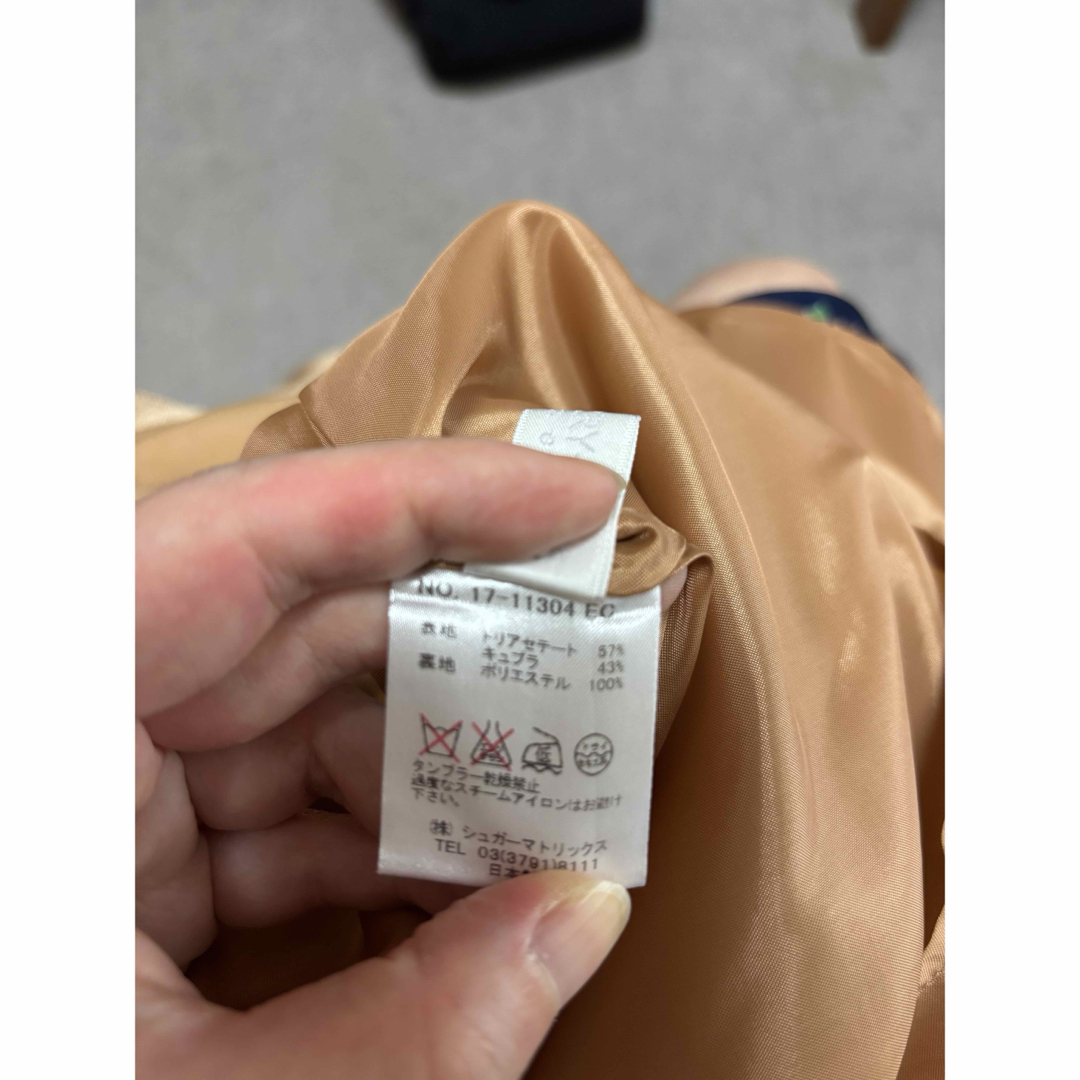 NO. 17-11304 EC
表地 トリアセテート 57%
キュプラ 43%
裏地 ポリエステル 100%
低
タンブラー乾燥禁止
過度なスチームアイロンはお避け
下さい。
(株) シュガーマトリックス
TEL 03(3791)8111
日本